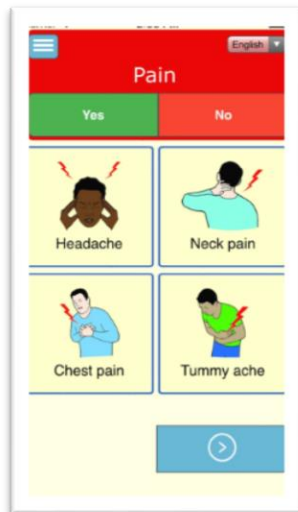 English
Pain
Yes No
Headache Neck pain
Chest pain Tummy ache